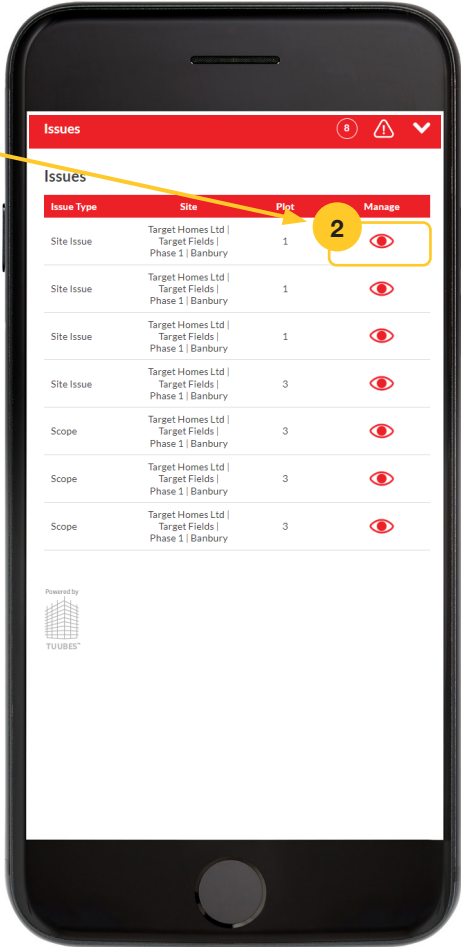 Issues 8
Issues
Issue Type Site Plot Manage
2
Site Issue Target Homes Ltd | Target Fields | Phase 1 | Banbury 1
Site Issue Target Homes Ltd | Target Fields | Phase 1 | Banbury 1
Site Issue Target Homes Ltd | Target Fields | Phase 1 | Banbury 1
Site Issue Target Homes Ltd | Target Fields | Phase 1 | Banbury 3
Scope Target Homes Ltd | Target Fields | Phase 1 | Banbury 3
Scope Target Homes Ltd | Target Fields | Phase 1 | Banbury 3
Scope Target Homes Ltd | Target Fields | Phase 1 | Banbury 3
Powered by
TUUBES™